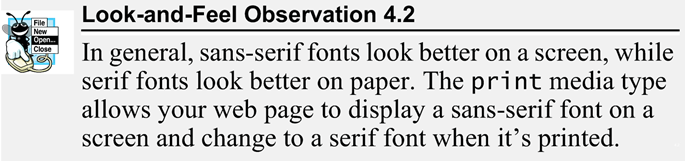 File
New
Open...
Close
Look-and-Feel Observation 4.2
In general, sans-serif fonts look better on a screen, while
serif fonts look better on paper. The print media type
allows your web page to display a sans-serif font on a
screen and change to a serif font when it's printed.